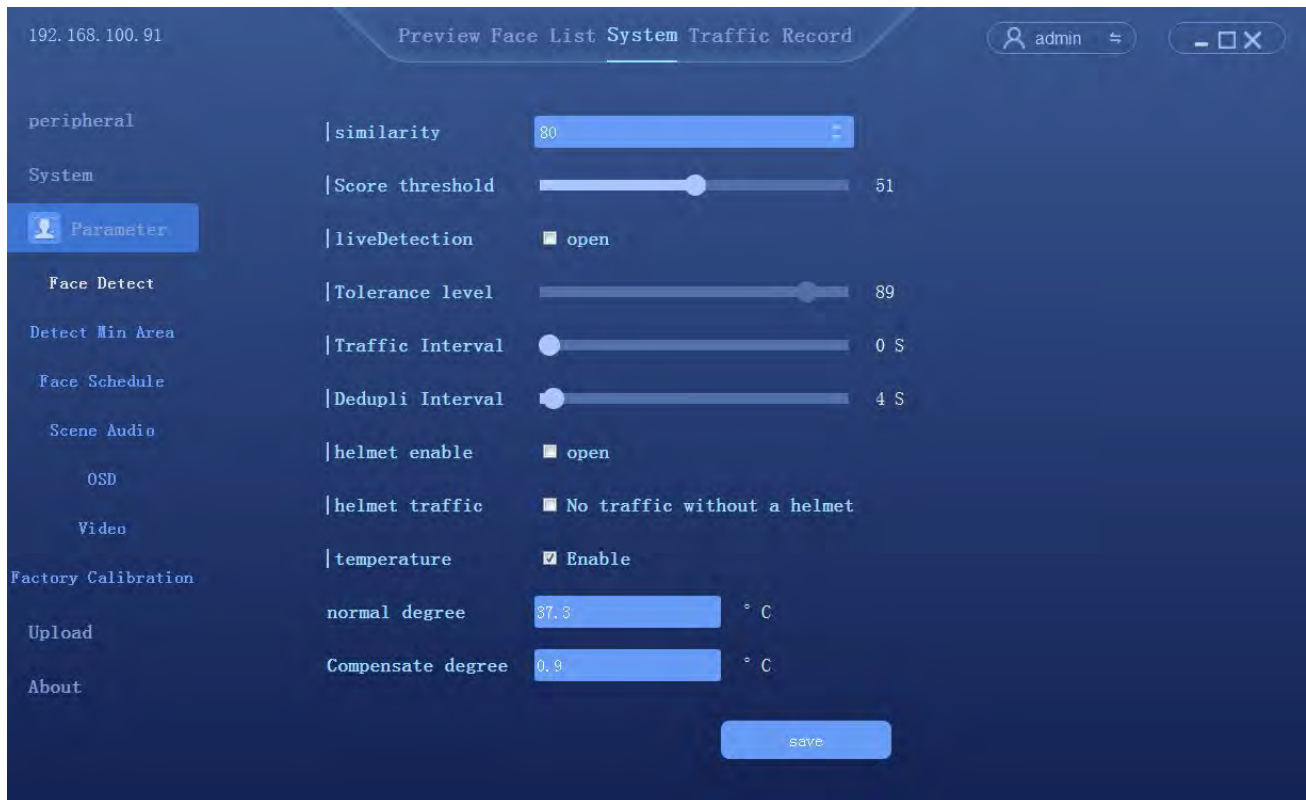 192.168.100.91
Preview Face List System Traffic Record
admin
peripheral
System
Parameter
Face Detect
Detect Min Area
Face Schedule
Scene Audio
OSD
Video
Factory Calibration
Upload
About
|similarity 80
|Score threshold 51
|liveDetection open
|Tolerance level 89
|Traffic Interval 0 S
|Dedupli Interval 4 S
|helmet enable open
|helmet traffic No traffic without a helmet
|temperature Enable
normal degree 37.3 ° C
Compensate degree 0.9 ° C
save